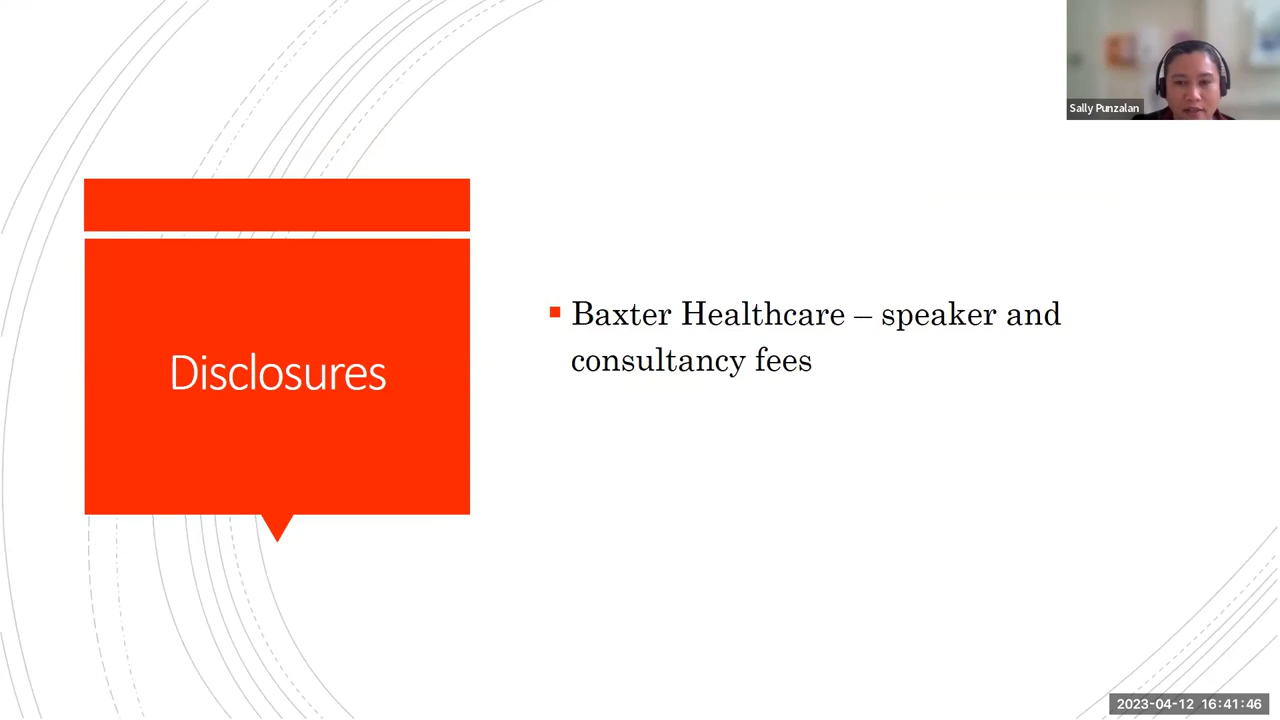 Sally Punzalan
Disclosures
Baxter Healthcare – speaker and
consultancy fees
2023-04-12 16:41:46